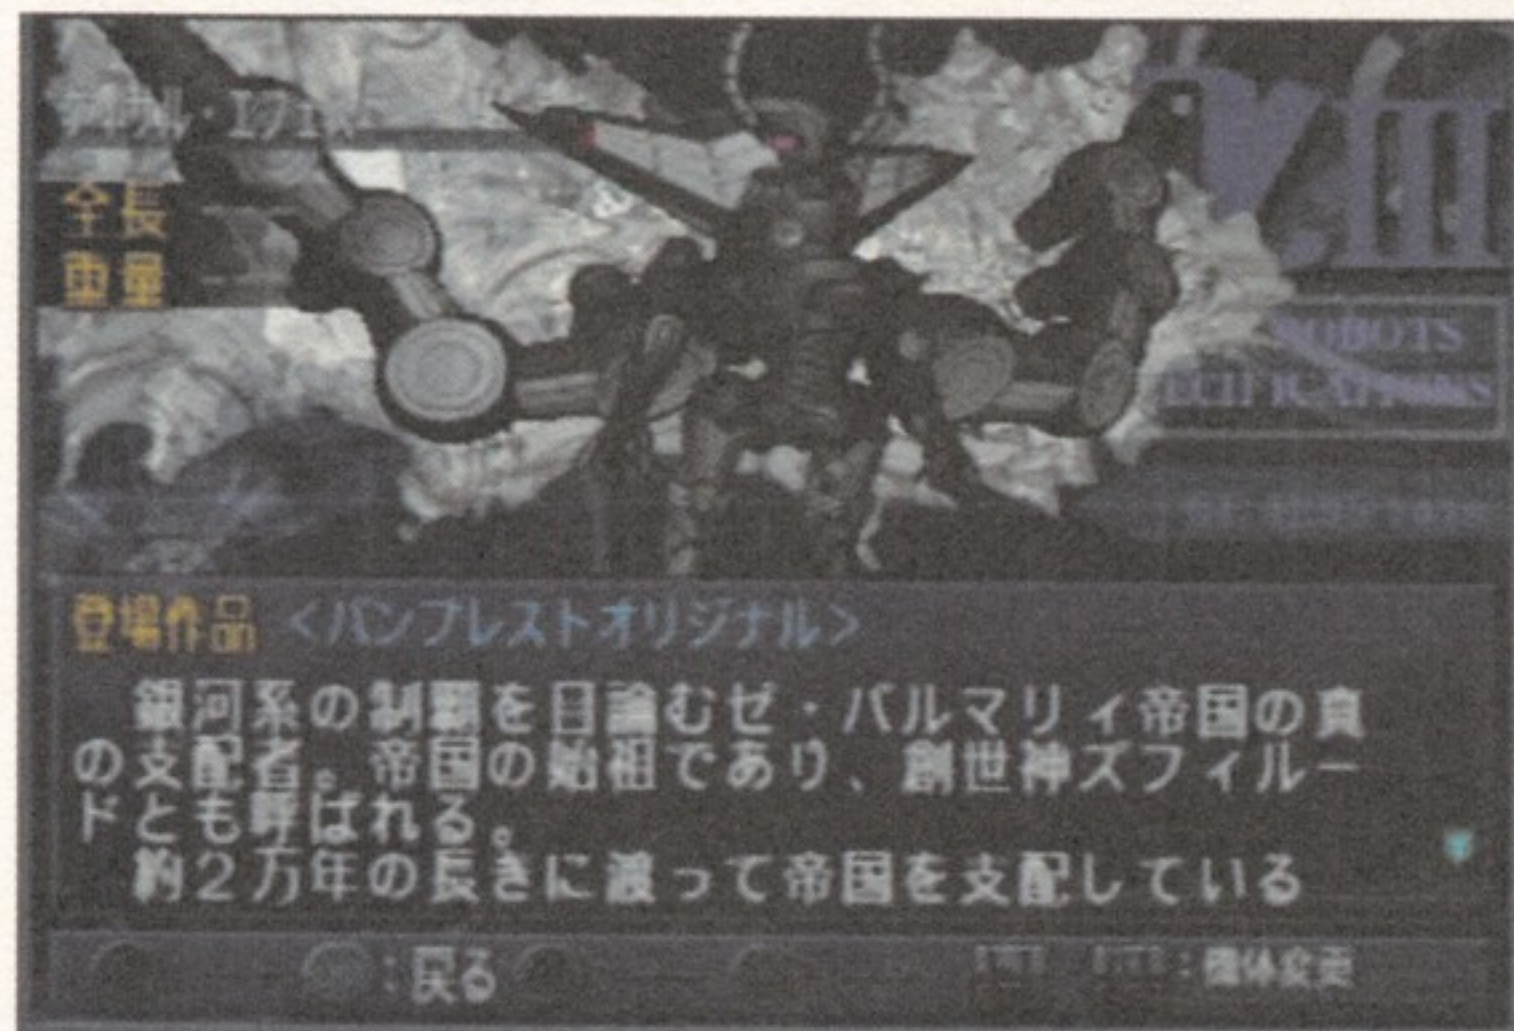 全長
重量
ROBOTS
登場作品 <バンプレストオリジナル>
銀河系の制覇を目論むゼ・バルマリィ帝国の真
の支配者。帝国の始祖であり、創世神ズフィルー
ドとも呼ばれる。
約2万年の長きに渡って帝国を支配している
:戻る
:機体変更